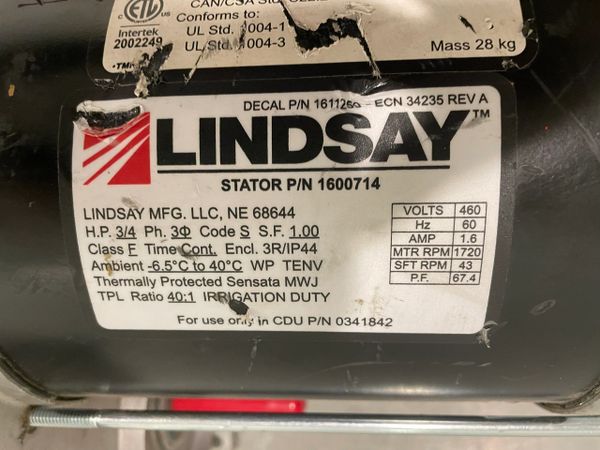 CAN/CSA Std.
ETL
C
Intertek
2002249
Conforms to:
UL Std. 1004-1
UL Std. 1004-3
Mass 28 kg
DECAL P/N 1611260 - ECN 34235 REV A
LINDSAY™
STATOR P/N 1600714
LINDSAY MFG. LLC, NE 68644
H.P. 3/4 Ph. 3Φ Code S S.F. 1.00
Class F Time Cont. Encl. 3R/IP44
Ambient -6.5°C to 40°C WP TENV
Thermally Protected Sensata MWJ
TPL Ratio 40:1 IRRIGATION DUTY
For use only in CDU P/N 0341842
VOLTS 460
Hz 60
AMP 1.6
MTR RPM 1720
SFT RPM 43
P.F. 67.4